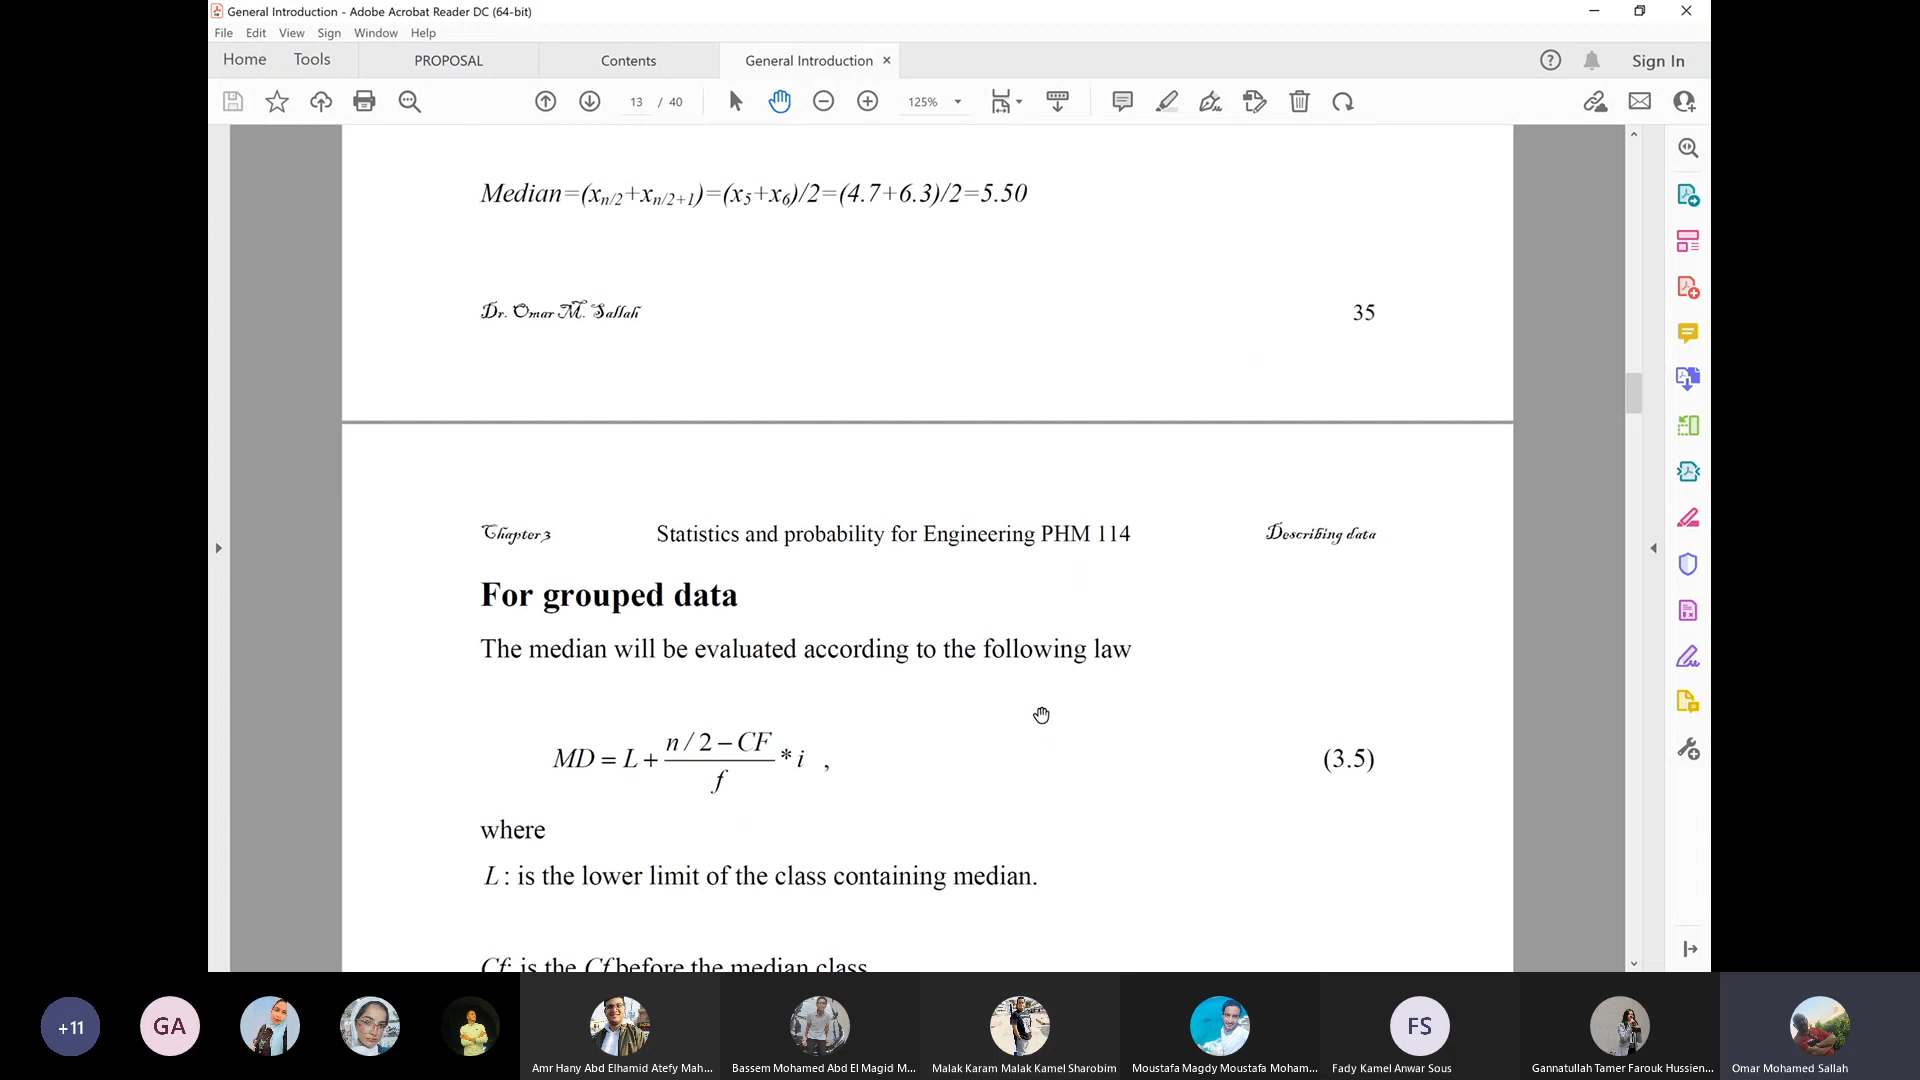 General Introduction - Adobe Acrobat Reader DC (64-bit)
File Edit View Sign Window Help
Home Tools PROPOSAL Contents General Introduction × Sign In
13 / 40 125%
Median=(xn/2+xn/2+1)=(x5+x6)/2=(4.7+6.3)/2=5.50
Dr. Omar M. Sallah 35
Chapter3 Statistics and probability for Engineering PHM 114 Describing data
For grouped data
The median will be evaluated according to the following law
MD = L + (n / 2 − CF)/f * i , (3.5)
where
L : is the lower limit of the class containing median.
Cf: is the Cf before the median class
+11 GA FS
Amr Hany Abd Elhamid Atefy Mah... Bassem Mohamed Abd El Magid M... Malak Karam Malak Kamel Sharobim Moustafa Magdy Moustafa Moham... Fady Kamel Anwar Sous Gannatullah Tamer Farouk Hussien... Omar Mohamed Sallah